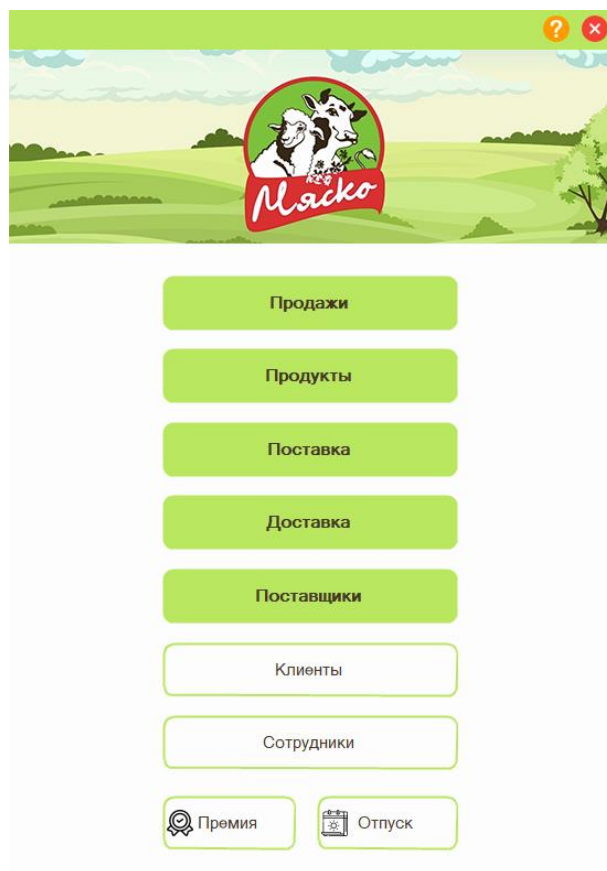 ?
Мяско
Продажи
Продукты
Поставка
Доставка
Поставщики
Клиенты
Сотрудники
Премия
Отпуск